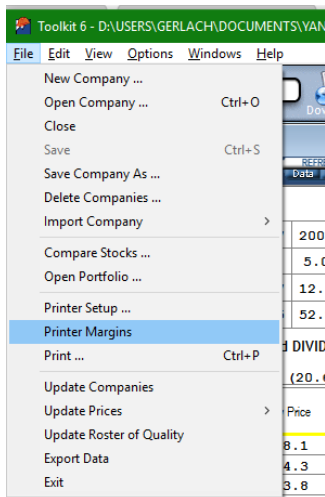 Toolkit 6 - D:\USERS\GERLACH\DOCUMENTS\YAN
File Edit View Options Windows Help
New Company ...
Open Company ... Ctrl+O
Close
Save Ctrl+S
Save Company As ...
Delete Companies ...
Import Company >
Compare Stocks ...
Open Portfolio ...
Printer Setup ...
Printer Margins
Print ... Ctrl+P
Update Companies
Update Prices >
Update Roster of Quality
Export Data
Exit
Dov
REFRE
Data
200
5.0
12.
52.
d DIVID
(20.6
Price
8.1
4.3
3.8